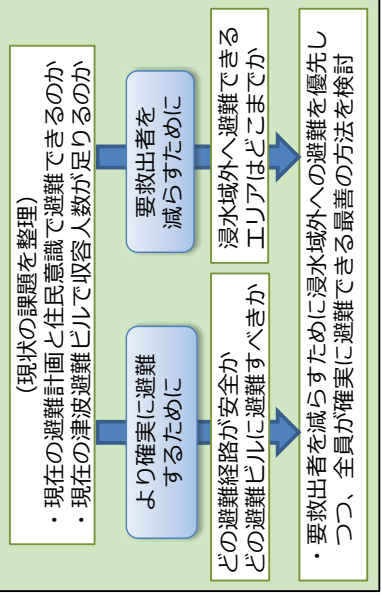 (現状の課題を整理)
・現在の避難計画と住民意識で避難できるのか
・現在の津波避難ビルで収容人数が足りるのか
より確実に避難
するために
要救出者を
減らすために
どの避難経路が安全か
どの避難ビルに避難すべきか
浸水域外へ避難できる
エリアはどこまでか
・要救出者を減らすために浸水域外への避難を優先し
つつ、全員が確実に避難できる最善の方法を検討